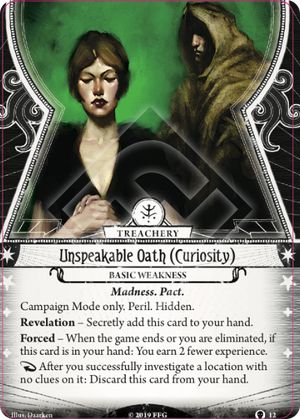 TREACHERY
Unspeakable Oath (Curiosity)
BASIC WEAKNESS
Madness. Pact.
Campaign Mode only. Peril. Hidden.
Revelation – Secretly add this card to your hand.
Forced – When the game ends or you are eliminated, if
this card is in your hand: You earn 2 fewer experience.
After you successfully investigate a location with
no clues on it: Discard this card from your hand.
Illus. Daarken
© 2019 FFG
12